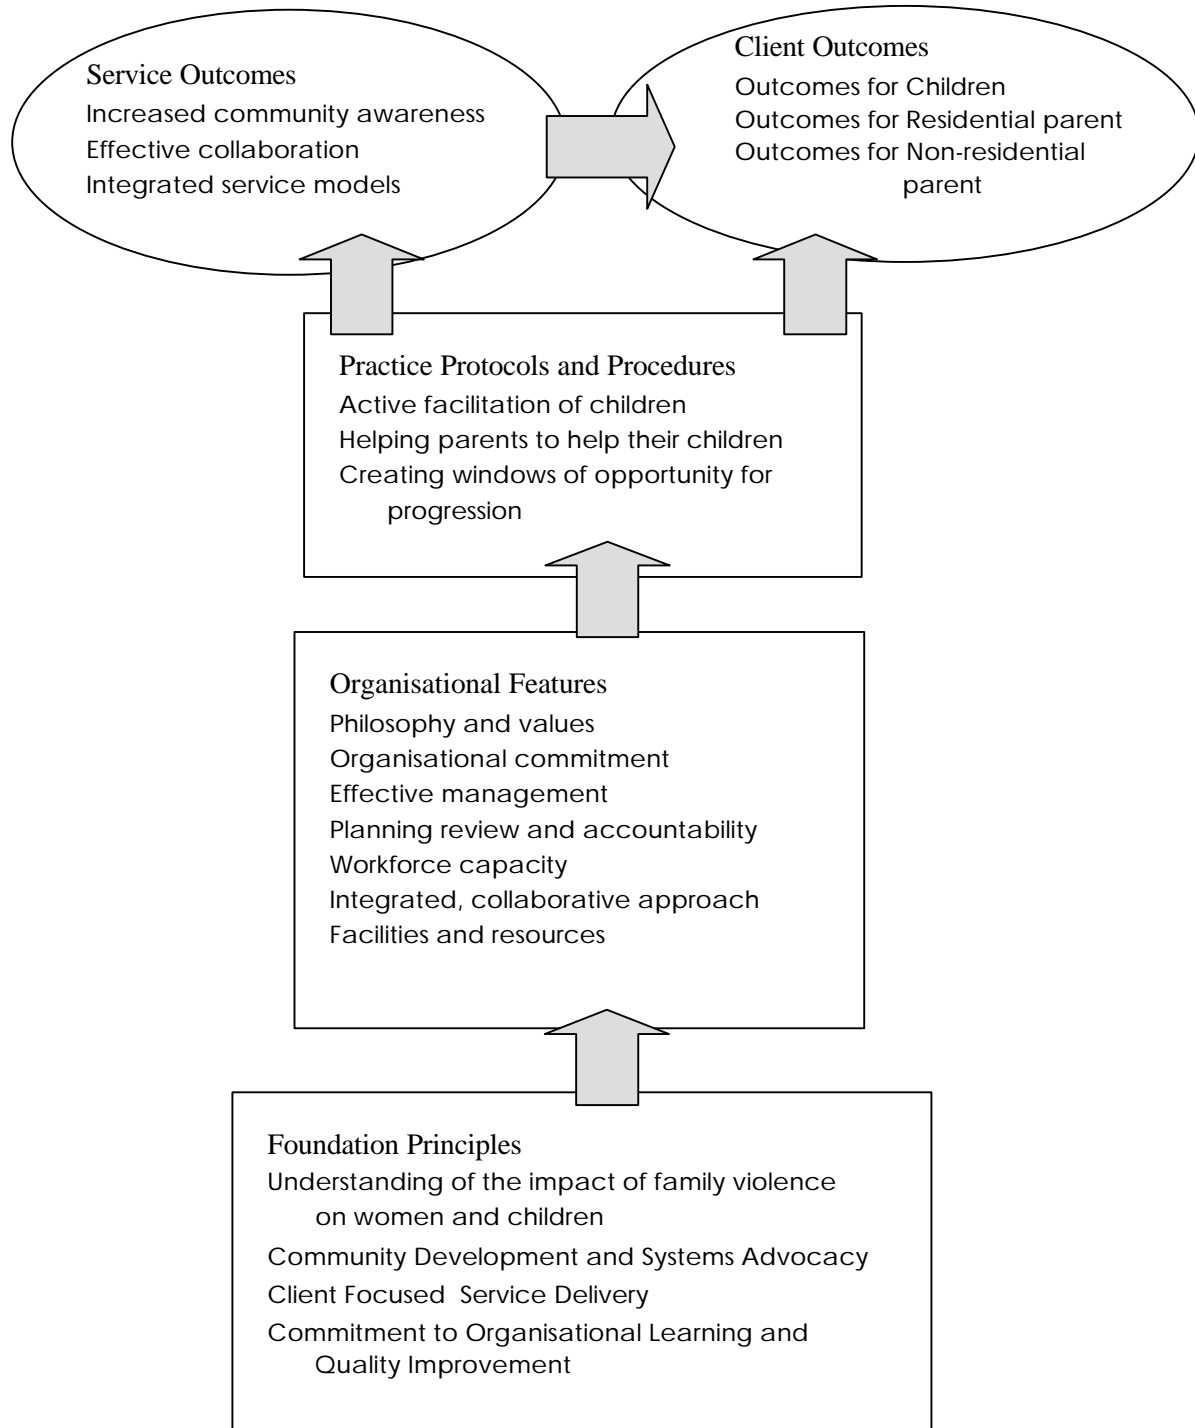 Service Outcomes
Increased community awareness
Effective collaboration
Integrated service models
Client Outcomes
Outcomes for Children
Outcomes for Residential parent
Outcomes for Non-residential
parent
Practice Protocols and Procedures
Active facilitation of children
Helping parents to help their children
Creating windows of opportunity for
progression
Organisational Features
Philosophy and values
Organisational commitment
Effective management
Planning review and accountability
Workforce capacity
Integrated, collaborative approach
Facilities and resources
Foundation Principles
Understanding of the impact of family violence
on women and children
Community Development and Systems Advocacy
Client Focused  Service Delivery
Commitment to Organisational Learning and
Quality Improvement